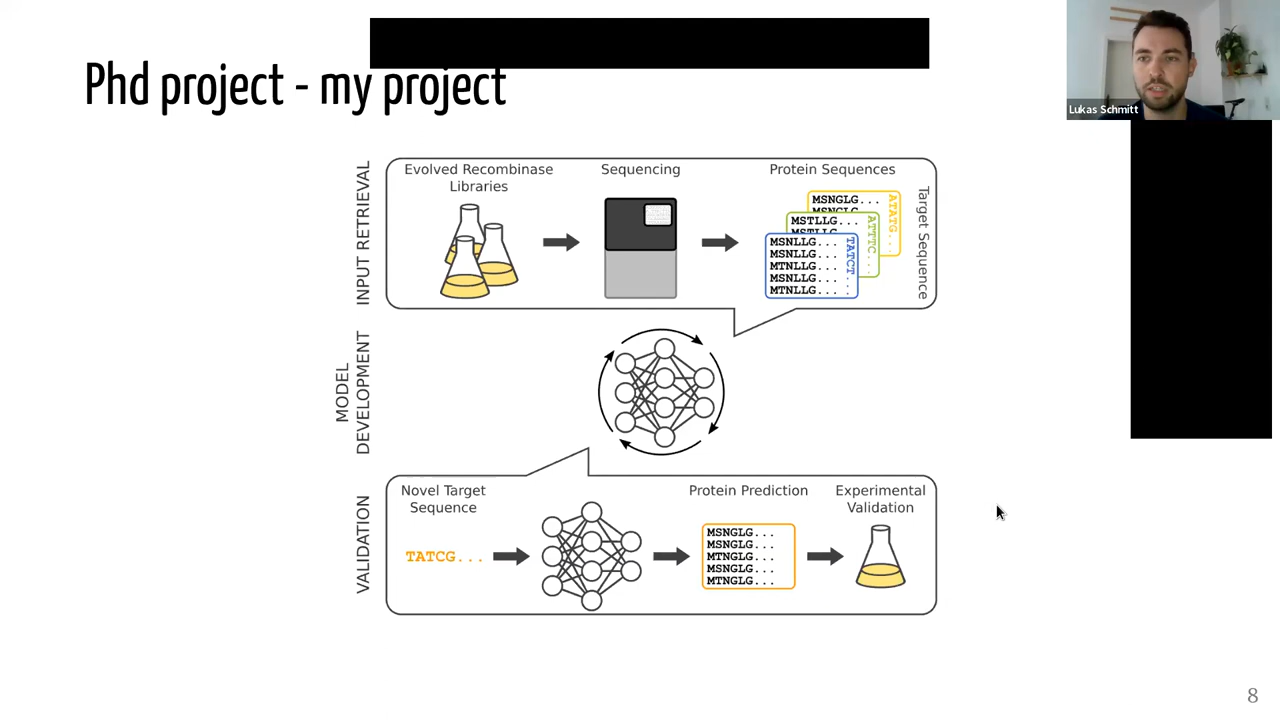 Phd project - my project
Lukas Schmitt
INPUT RETRIEVAL
Evolved Recombinase
Libraries
Sequencing
Protein Sequences
MSNGLG...
MSNGLG...
ATATG...
MSTLLG...
MSTLLG...
ATTTC...
MSNLLG...
MSNLLG...
MTNLLG...
MSNLLG...
MTNLLG...
TATCT...
Target Sequence
MODEL
DEVELOPMENT
VALIDATION
Novel Target
Sequence
TATCG...
Protein Prediction
MSNGLG...
MSNGLG...
MTNGLG...
MSNGLG...
MTNGLG...
Experimental
Validation
8